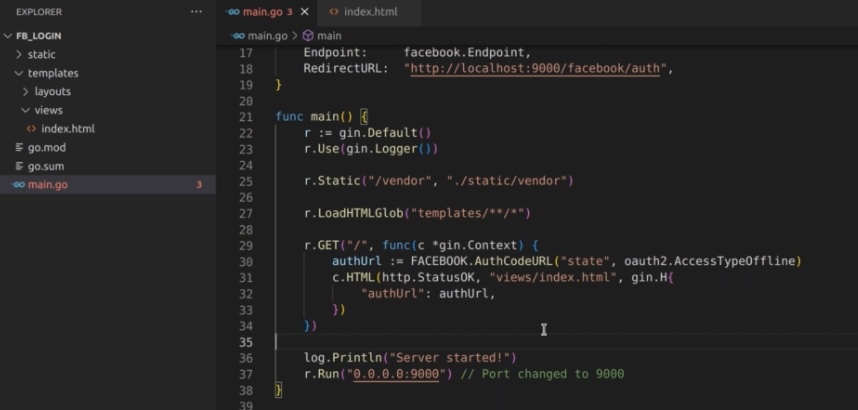 EXPLORER ...
FB_LOGIN
static
templates
layouts
views
index.html
go.mod
go.sum
main.go 3
main.go 3 index.html
main.go > main
17 Endpoint: facebook.Endpoint,
18 RedirectURL: "http://localhost:9000/facebook/auth",
19 }
20
21 func main() {
22 r := gin.Default()
23 r.Use(gin.Logger())
24
25 r.Static("/vendor", "./static/vendor")
26
27 r.LoadHTMLGlob("templates/**/*")
28
29 r.GET("/", func(c *gin.Context) {
30 authUrl := FACEBOOK.AuthCodeURL("state", oauth2.AccessTypeOffline)
31 c.HTML(http.StatusOK, "views/index.html", gin.H{
32 "authUrl": authUrl,
33 })
34 })
35
36 log.Println("Server started!")
37 r.Run("0.0.0.0:9000") // Port changed to 9000
38 }
39